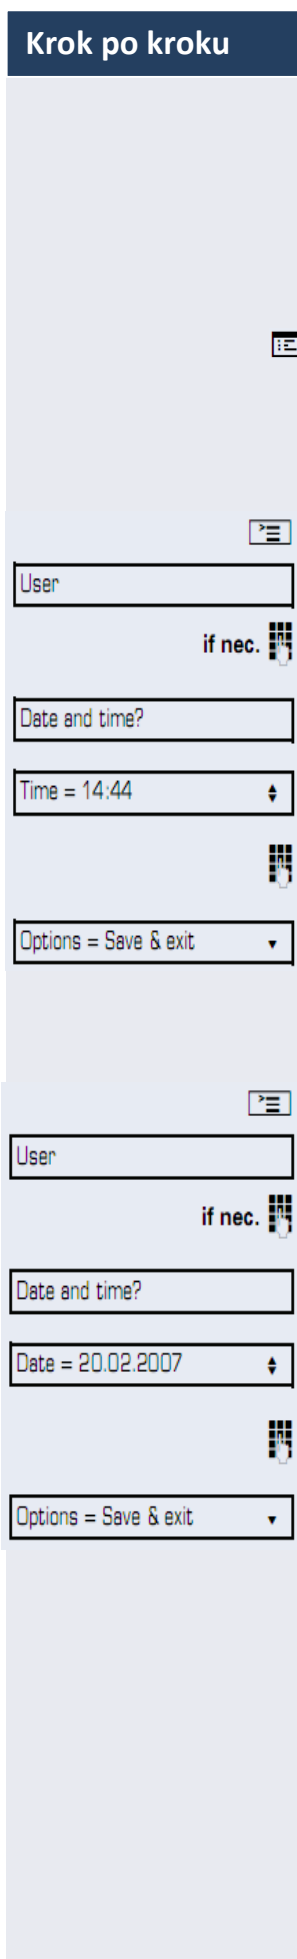 Krok po kroku
User
if nec.
Date and time?
Time = 14:44
Options = Save & exit
User
if nec.
Date and time?
Date = 20.02.2007
Options = Save & exit